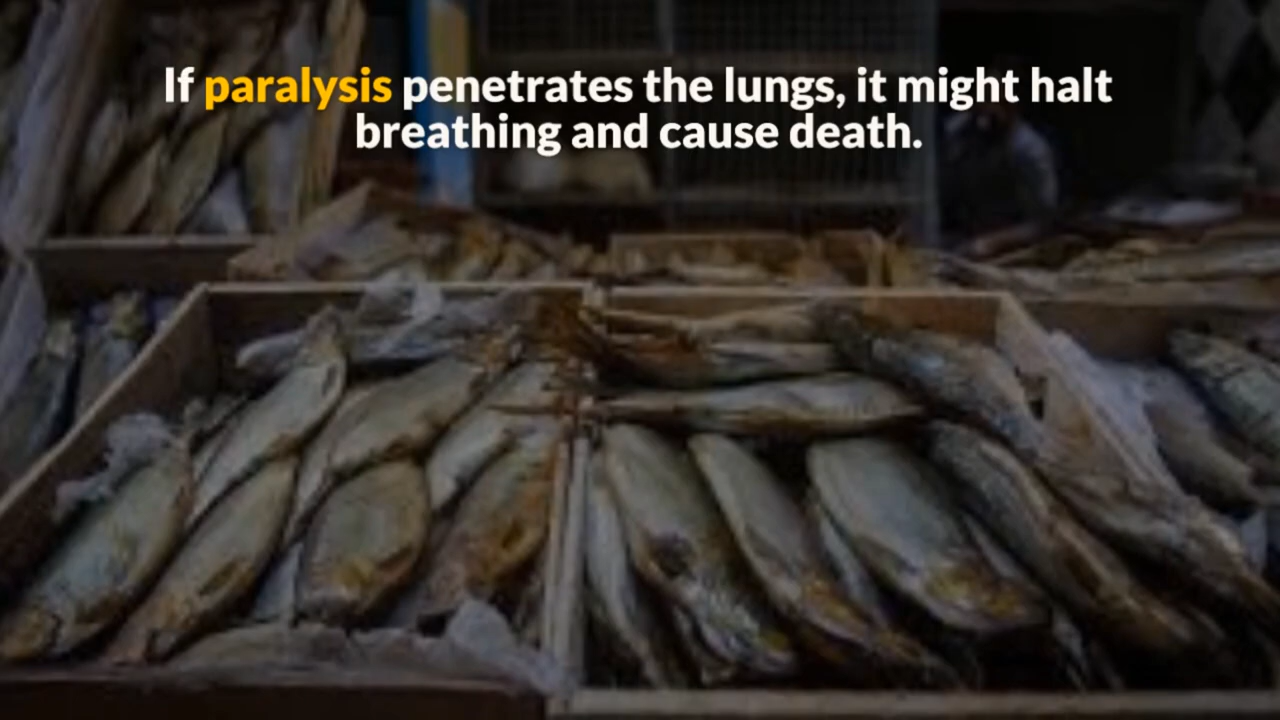 If paralysis penetrates the lungs, it might halt
breathing and cause death.